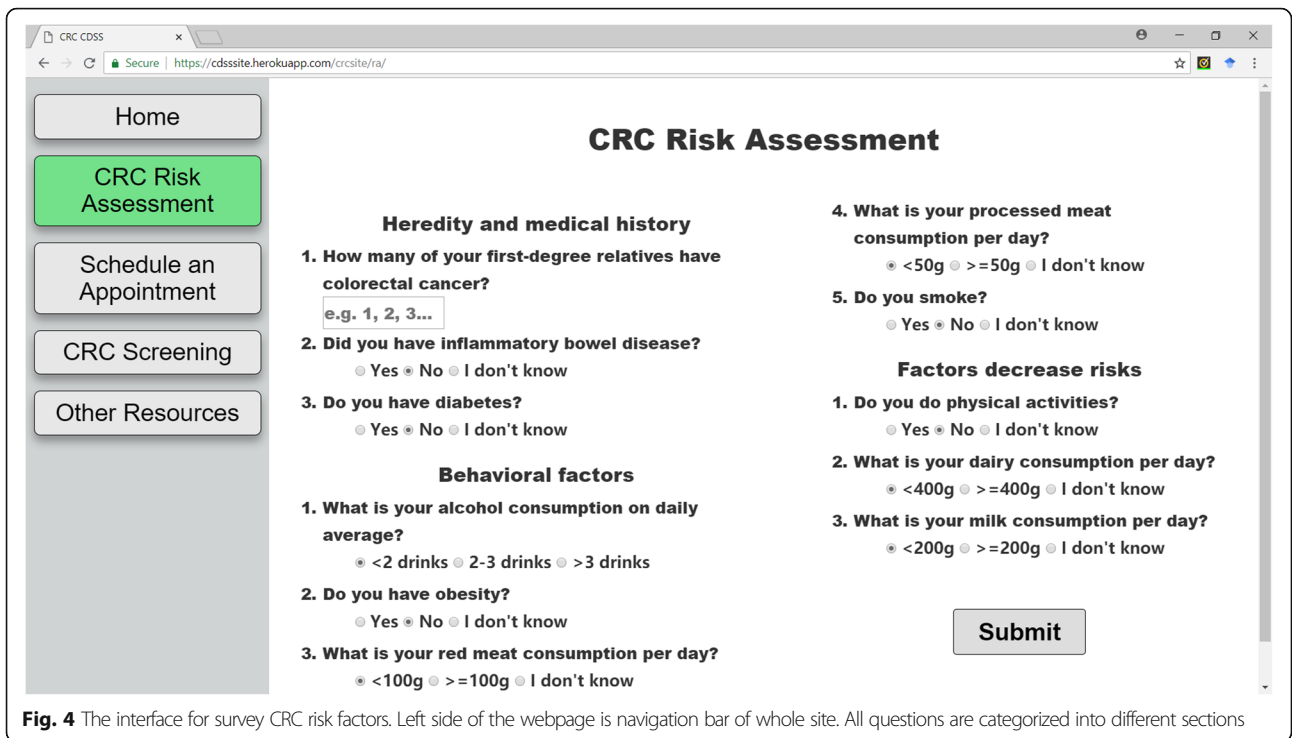 CRC CDSS
Secure | https://cdsssite.herokuapp.com/crcsite/ra/
Home
CRC Risk
Assessment
Schedule an
Appointment
CRC Screening
Other Resources
CRC Risk Assessment
Heredity and medical history
1. How many of your first-degree relatives have
colorectal cancer?
e.g. 1, 2, 3...
2. Did you have inflammatory bowel disease?
Yes No I don't know
3. Do you have diabetes?
Yes No I don't know
Behavioral factors
1. What is your alcohol consumption on daily
average?
<2 drinks 2-3 drinks >3 drinks
2. Do you have obesity?
Yes No I don't know
3. What is your red meat consumption per day?
<100g >=100g I don't know
4. What is your processed meat
consumption per day?
<50g >=50g I don't know
5. Do you smoke?
Yes No I don't know
Factors decrease risks
1. Do you do physical activities?
Yes No I don't know
2. What is your dairy consumption per day?
<400g >=400g I don't know
3. What is your milk consumption per day?
<200g >=200g I don't know
Submit
Fig. 4 The interface for survey CRC risk factors. Left side of the webpage is navigation bar of whole site. All questions are categorized into different sections